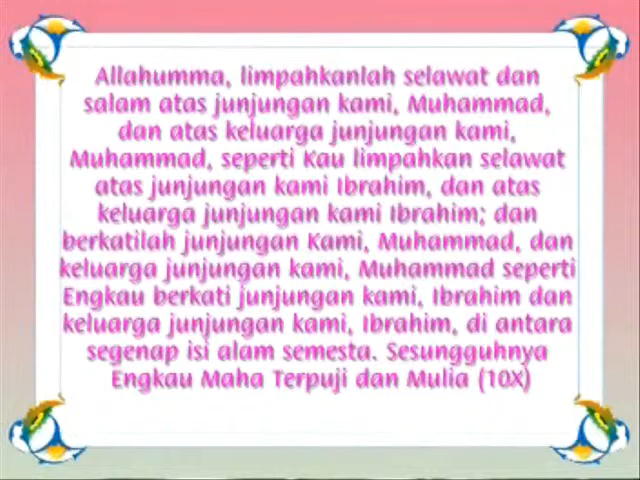 Allahumma, limpahkanlah selawat dan
salam atas junjungan kami, Muhammad,
dan atas keluarga junjungan kami,
Muhammad, seperti Kau limpahkan selawat
atas junjungan kami Ibrahim, dan atas
keluarga junjungan kami Ibrahim; dan
berkatilah junjungan Kami, Muhammad, dan
keluarga junjungan kami, Muhammad seperti
Engkau berkati junjungan kami, Ibrahim dan
keluarga junjungan kami, Ibrahim, di antara
segenap isi alam semesta. Sesungguhnya
Engkau Maha Terpuji dan Mulia (10X)